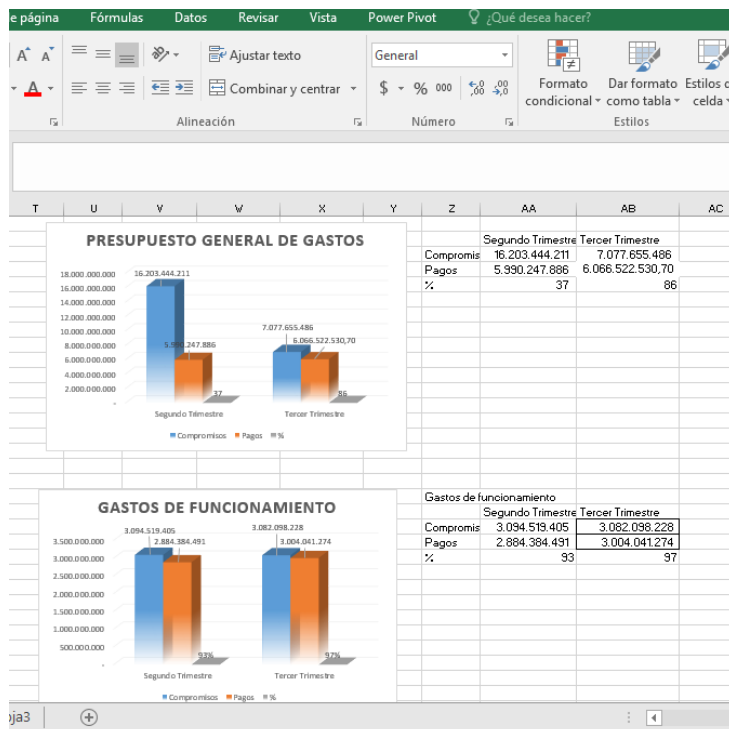 e página Fórmulas Datos Revisar Vista Power Pivot ¿Qué desea hacer?
A A Ajustar texto General
A Combinar y centrar $ % 000 ,00 ,00 ,0
Formato condicional Dar formato como tabla Estilos d celda
Alineación Número Estilos
T U V W X Y Z AA AB AC
PRESUPUESTO GENERAL DE GASTOS
18.000.000.000
16.000.000.000
14.000.000.000
12.000.000.000
10.000.000.000
8.000.000.000
6.000.000.000
4.000.000.000
2.000.000.000
-
16.203.444.211
5.990.247.886
37
7.077.655.486
6.066.522.530,70
86
Segundo Trimestre Tercer Trimestre
Compromisos Pagos %
Segundo Trimestre Tercer Trimestre
Compromis 16.203.444.211 7.077.655.486
Pagos 5.990.247.886 6.066.522.530,70
% 37 86
GASTOS DE FUNCIONAMIENTO
3.500.000.000
3.000.000.000
2.500.000.000
2.000.000.000
1.500.000.000
1.000.000.000
500.000.000
-
3.094.519.405
2.884.384.491
93%
3.082.098.228
3.004.041.274
97%
Segundo Trimestre Tercer Trimestre
Compromisos Pagos %
Gastos de funcionamiento
Segundo Trimestre Tercer Trimestre
Compromis 3.094.519.405 3.082.098.228
Pagos 2.884.384.491 3.004.041.274
% 93 97
oja3